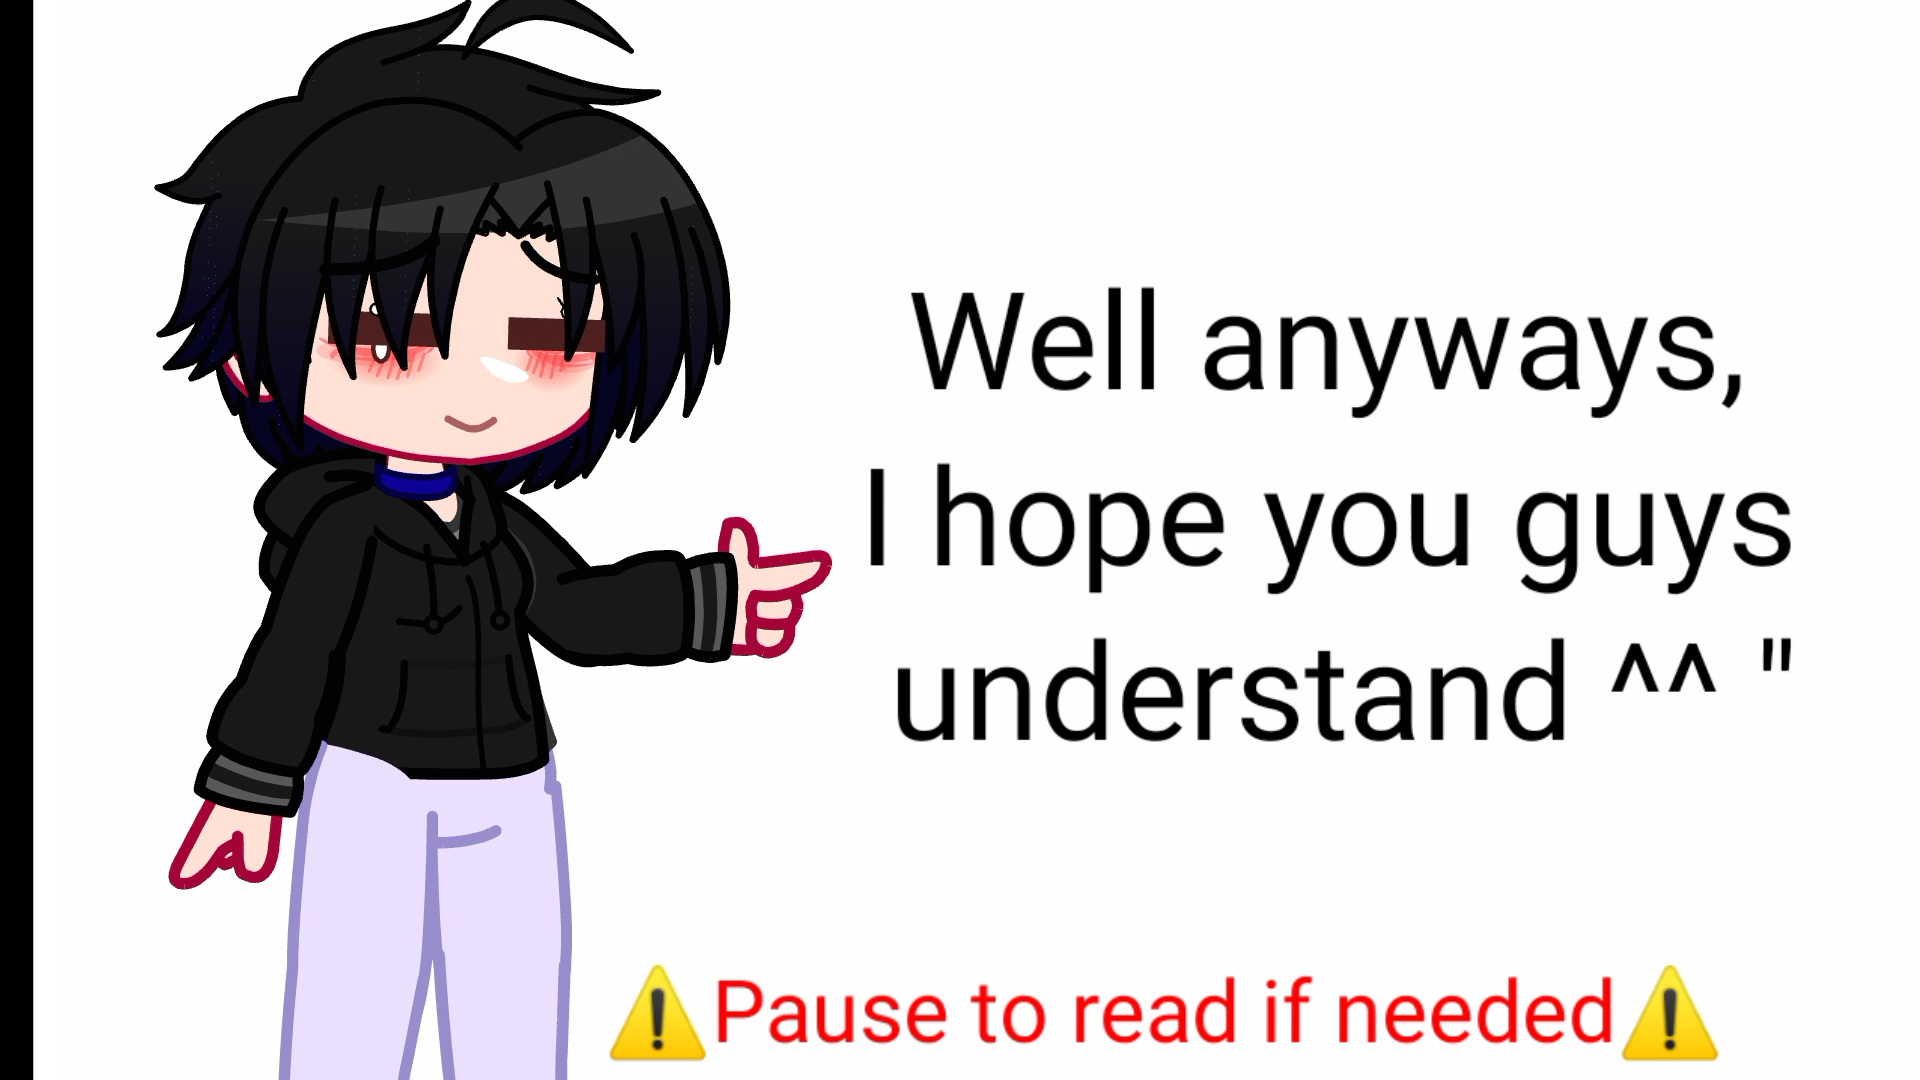 Well anyways,
I hope you guys
understand ^^ "
⚠️Pause to read if needed⚠️